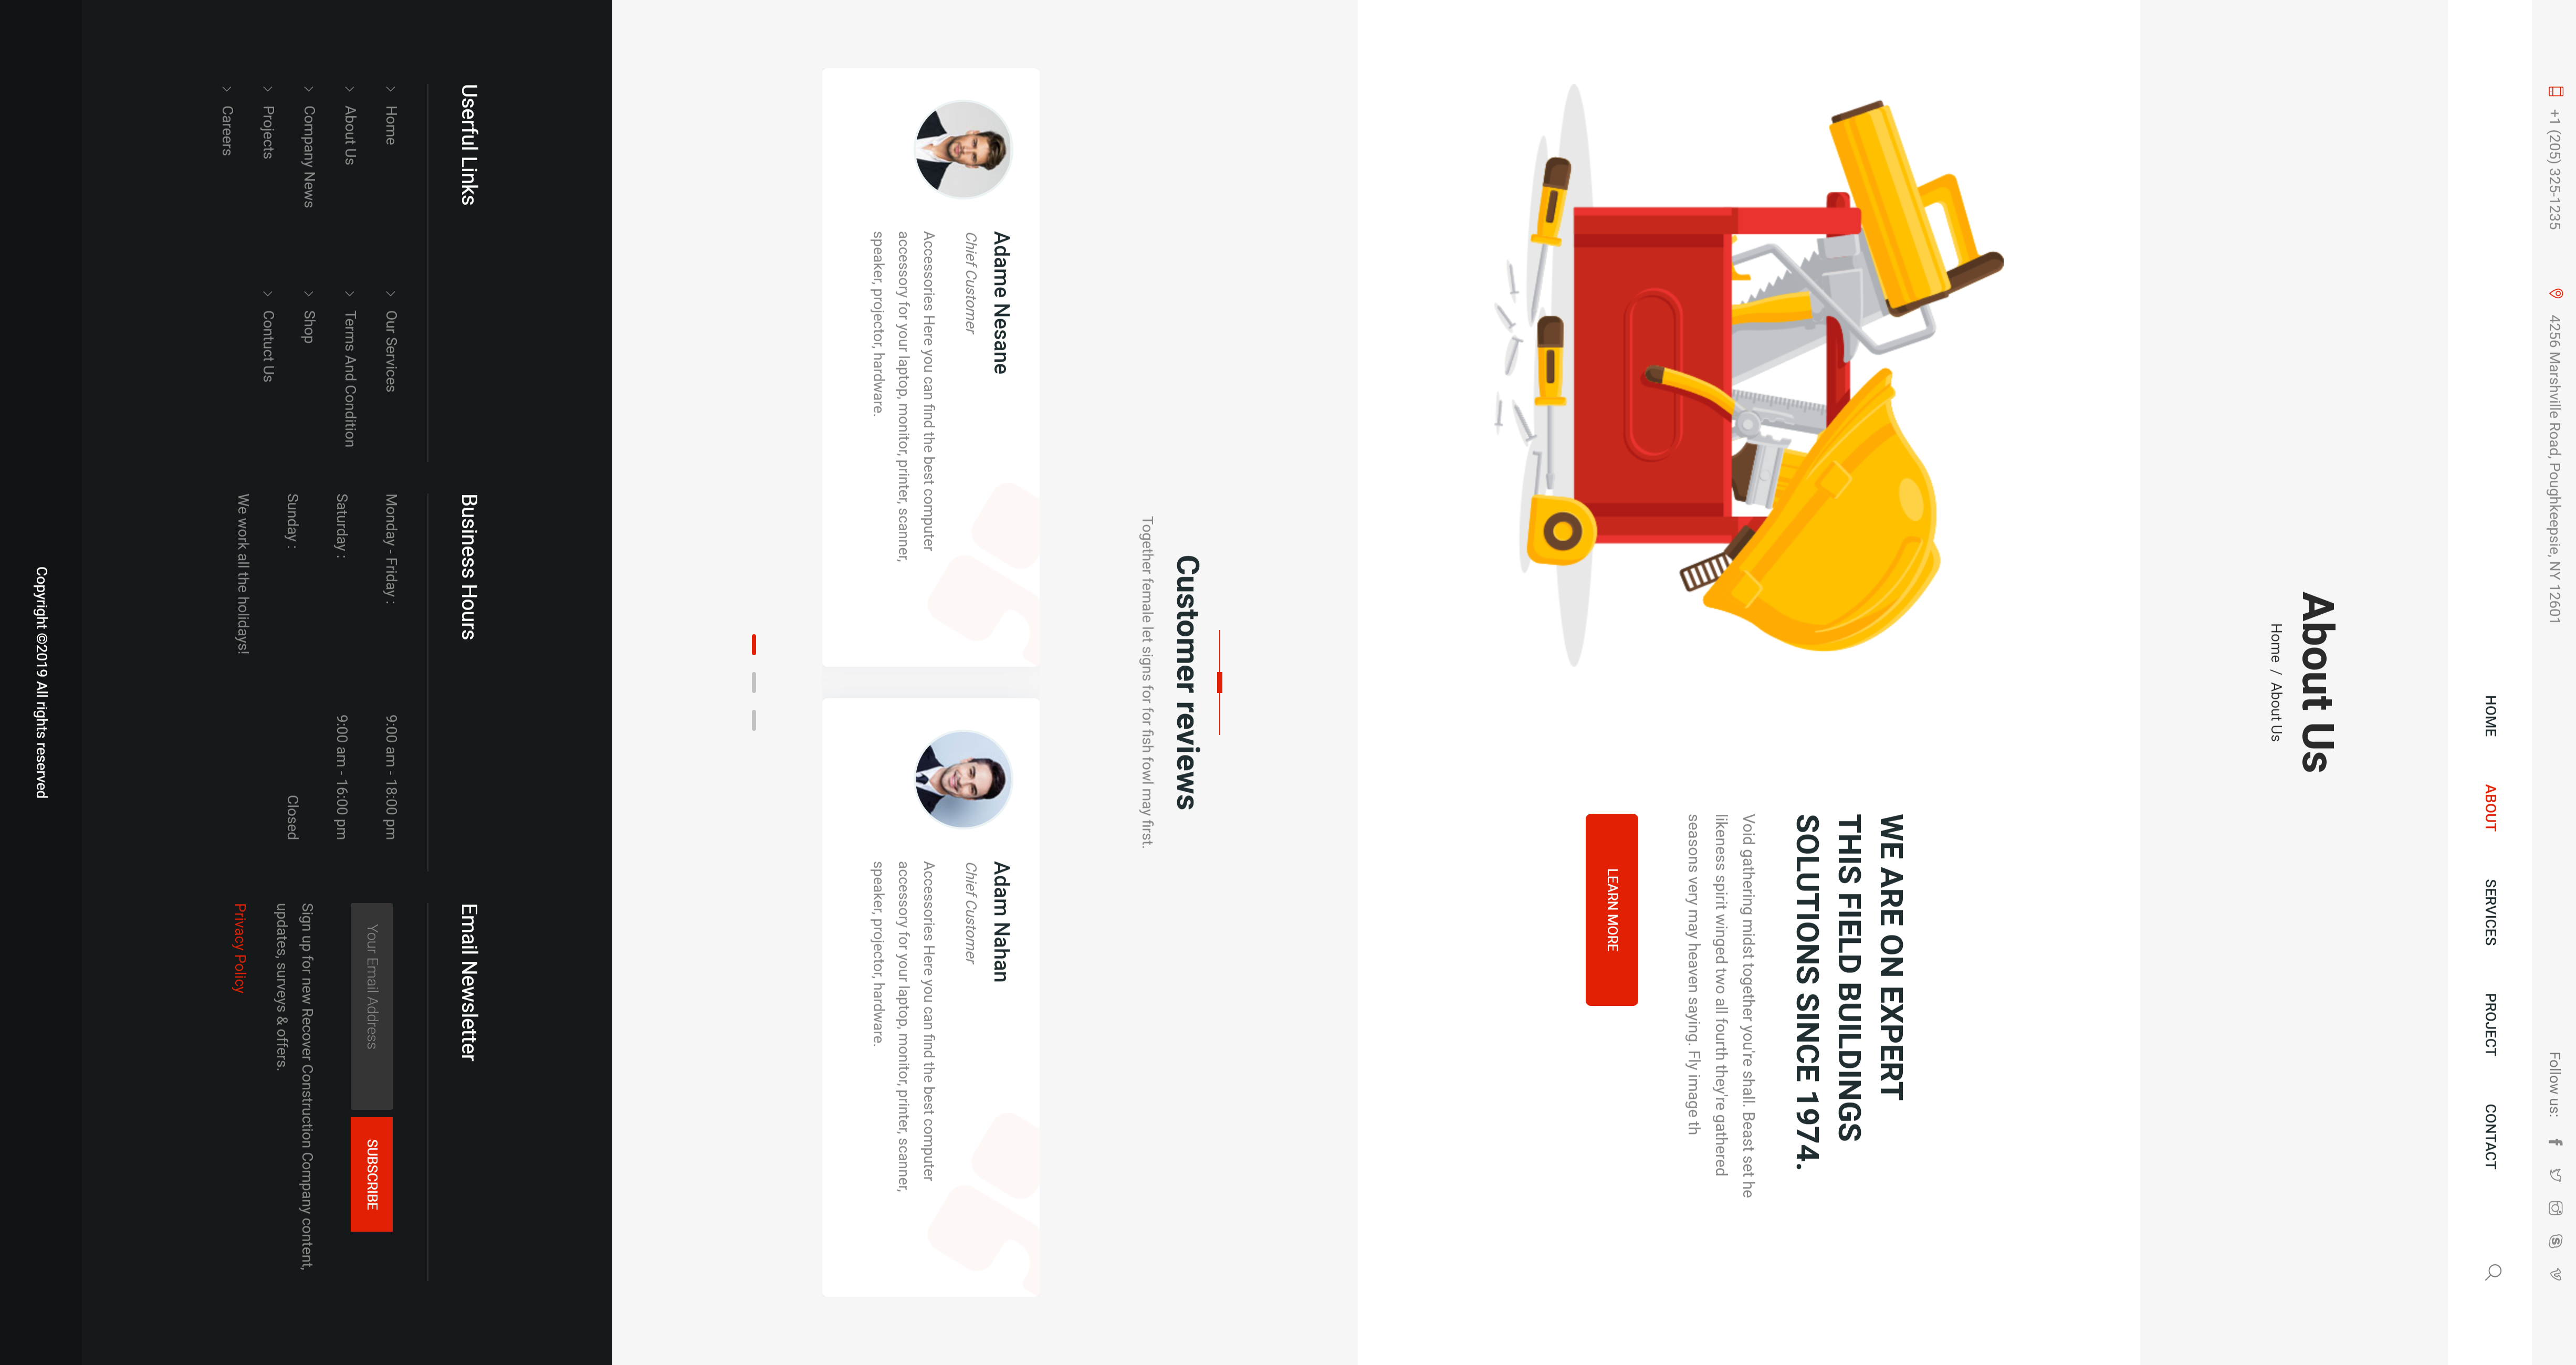 +1 (205) 325-1235
4256 Marshville Road, Poughkeepsie, NY 12601
Follow us:
HOME
ABOUT
SERVICES
PROJECT
CONTACT
About Us
Home / About Us
WE ARE ON EXPERT
THIS FIELD BUILDINGS
SOLUTIONS SINCE 1974.
Void gathering midst together you're shall. Beast set he
likeness spirit winged two all fourth they're gathered
seasons very may heaven saying. Fly image th
LEARN MORE
Customer reviews
Together female let signs for for fish fowl may first.
Adame Nesane
Chief Customer
Accessories Here you can find the best computer
accessory for your laptop, monitor, printer, scanner,
speaker, projector, hardware.
Adam Nahan
Chief Customer
Accessories Here you can find the best computer
accessory for your laptop, monitor, printer, scanner,
speaker, projector, hardware.
Userful Links
Home
About Us
Company News
Projects
Careers
Our Services
Terms And Condition
Shop
Contuct Us
Business Hours
Monday - Friday : 9:00 am - 18:00 pm
Saturday : 9:00 am - 16:00 pm
Sunday : Closed
We work all the holidays!
Email Newsletter
Your Email Address
SUBSCRIBE
Sign up for new Recover Construction Company content,
updates, surveys & offers.
Privacy Policy
Copyright ©2019 All rights reserved